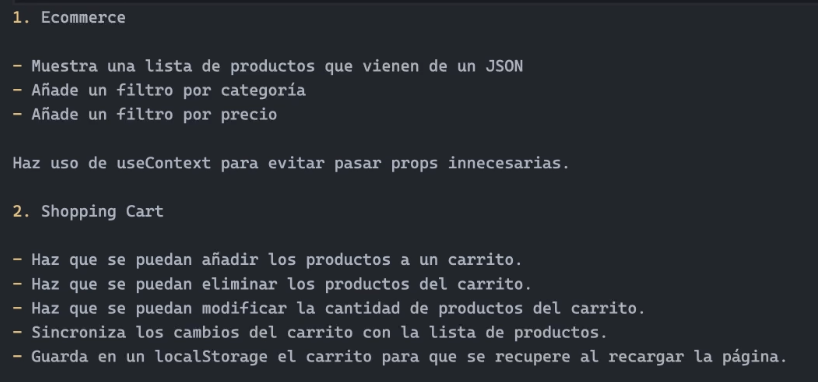 1. Ecommerce
- Muestra una lista de productos que vienen de un JSON
- Añade un filtro por categoría
- Añade un filtro por precio
Haz uso de useContext para evitar pasar props innecesarias.
2. Shopping Cart
- Haz que se puedan añadir los productos a un carrito.
- Haz que se puedan eliminar los productos del carrito.
- Haz que se puedan modificar la cantidad de productos del carrito.
- Sincroniza los cambios del carrito con la lista de productos.
- Guarda en un localStorage el carrito para que se recupere al recargar la página.